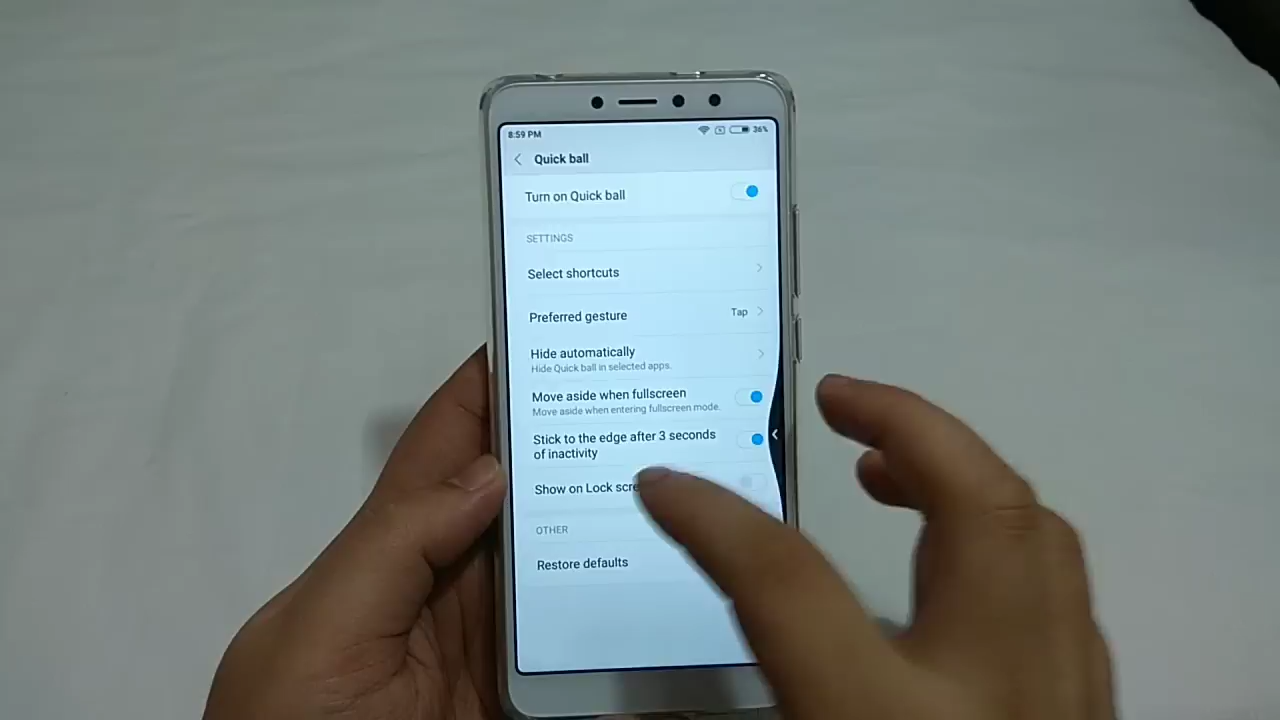 8:59 PM
36%
Quick ball
Turn on Quick ball
SETTINGS
Select shortcuts
Preferred gesture
Tap
Hide automatically
Hide Quick ball in selected apps.
Move aside when fullscreen
Move aside when entering fullscreen mode.
Stick to the edge after 3 seconds
of inactivity
Show on Lock scre
OTHER
Restore defaults